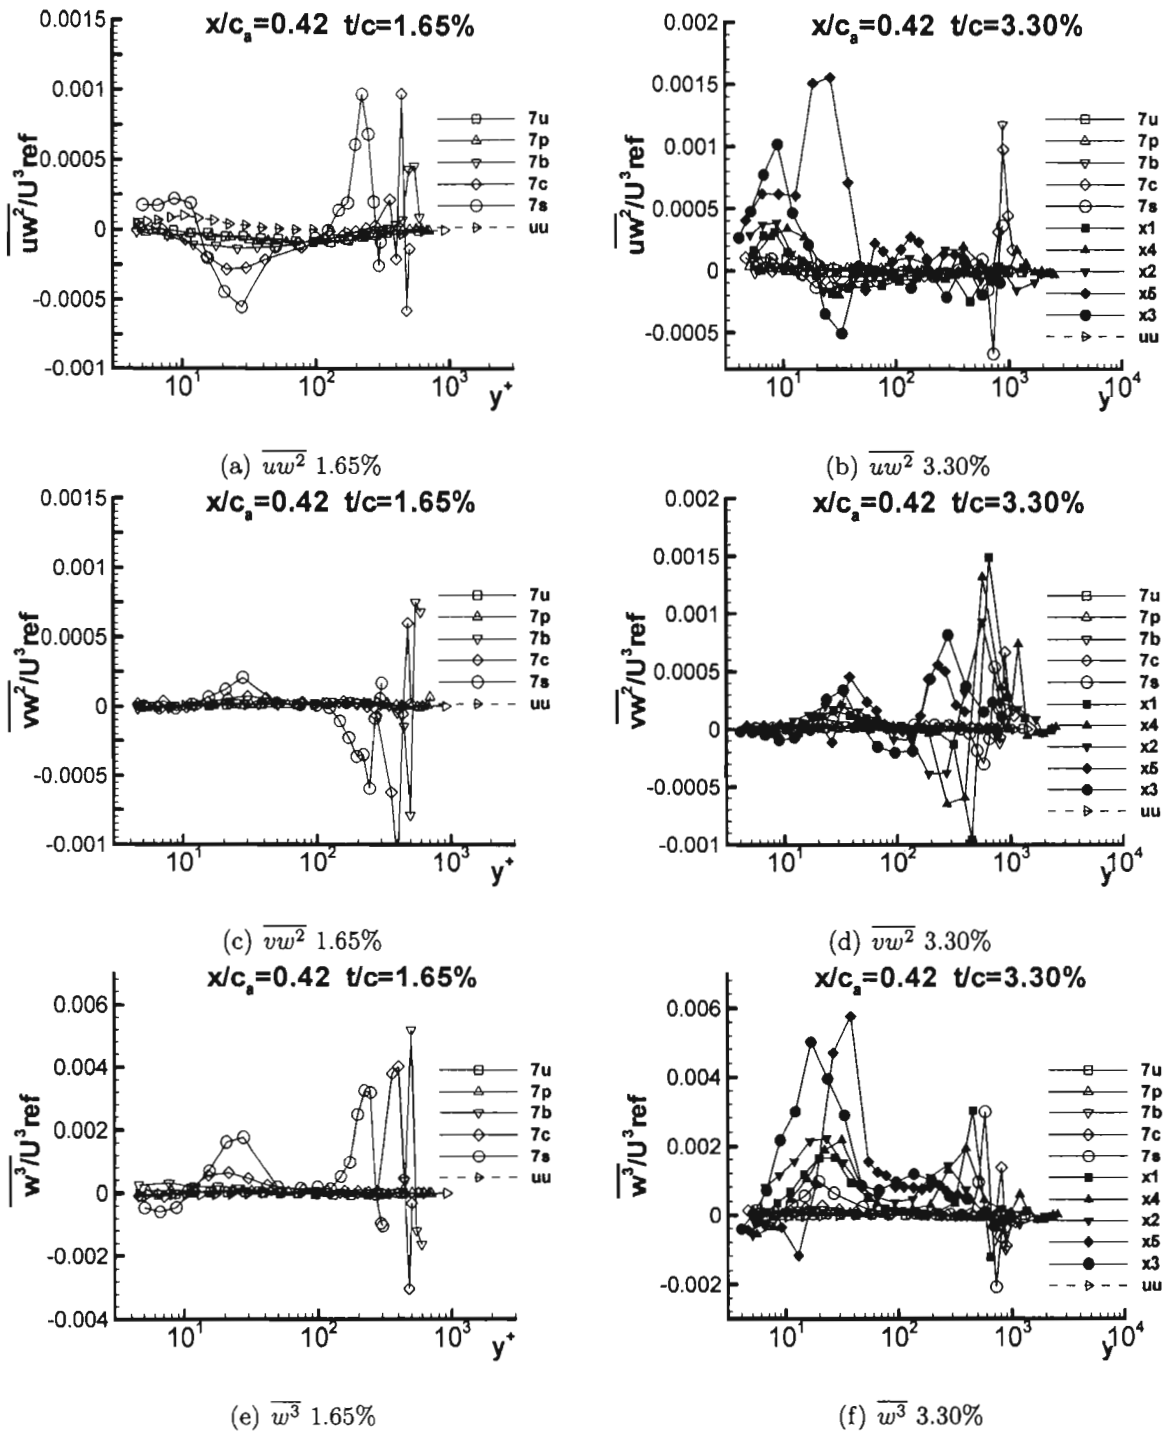 x/cₐ=0.42 t/c=1.65%
0.0015
0.001
0.0005
0
-0.0005
-0.001
uw²/U³ref
7u
7p
7b
7c
7s
uu
10¹ 10² 10³
y⁺
(a) uw² 1.65%
x/cₐ=0.42 t/c=3.30%
0.002
0.0015
0.001
0.0005
0
-0.0005
uw²/U³ref
7u
7p
7b
7c
7s
x1
x4
x2
x5
x3
uu
10¹ 10² 10³ 10⁴
y
(b) uw² 3.30%
x/cₐ=0.42 t/c=1.65%
0.0015
0.001
0.0005
0
-0.0005
-0.001
vw²/U³ref
7u
7p
7b
7c
7s
uu
10¹ 10² 10³
y⁺
(c) vw² 1.65%
x/cₐ=0.42 t/c=3.30%
0.002
0.0015
0.001
0.0005
0
-0.0005
-0.001
vw²/U³ref
7u
7p
7b
7c
7s
x1
x4
x2
x5
x3
uu
10¹ 10² 10³ 10⁴
y
(d) vw² 3.30%
x/cₐ=0.42 t/c=1.65%
0.006
0.004
0.002
0
-0.002
-0.004
w³/U³ref
7u
7p
7b
7c
7s
uu
10¹ 10² 10³
y⁺
(e) w³ 1.65%
x/cₐ=0.42 t/c=3.30%
0.006
0.004
0.002
0
-0.002
w³/U³ref
7u
7p
7b
7c
7s
x1
x4
x2
x5
x3
uu
10¹ 10² 10³ 10⁴
y
(f) w³ 3.30%